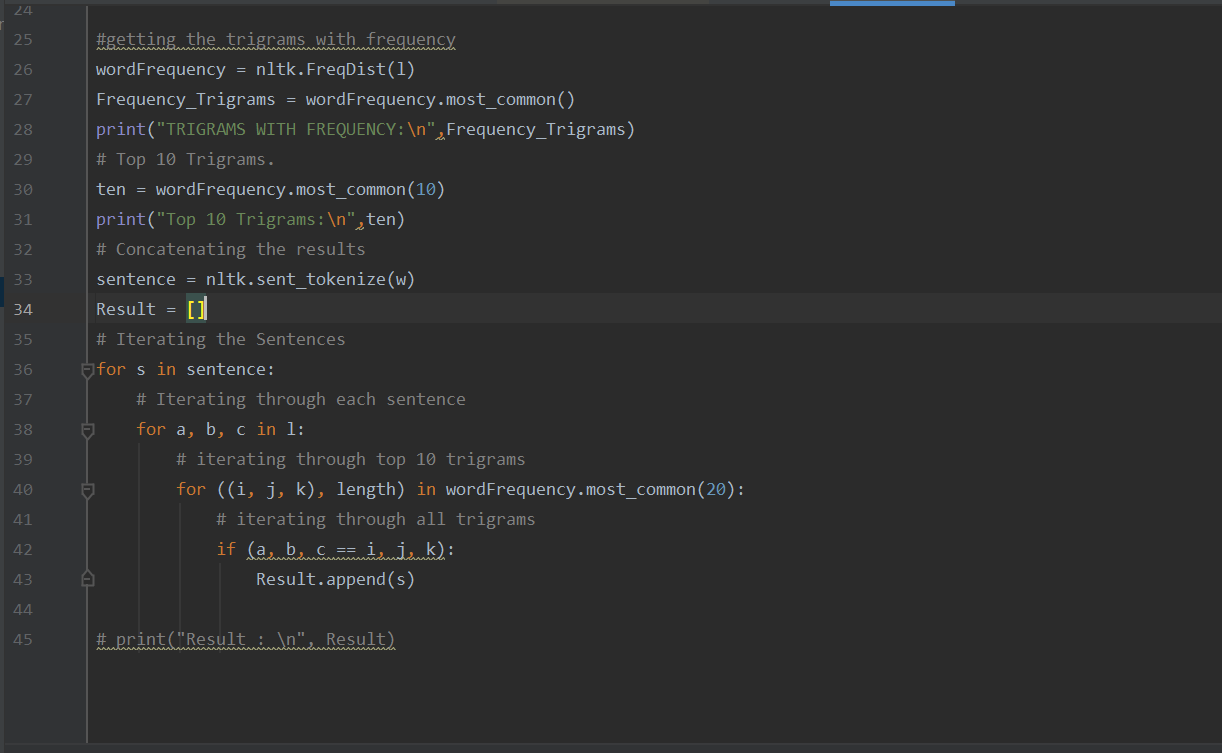 24
25 #getting the trigrams with frequency
26 wordFrequency = nltk.FreqDist(l)
27 Frequency_Trigrams = wordFrequency.most_common()
28 print("TRIGRAMS WITH FREQUENCY:\n",Frequency_Trigrams)
29 # Top 10 Trigrams.
30 ten = wordFrequency.most_common(10)
31 print("Top 10 Trigrams:\n",ten)
32 # Concatenating the results
33 sentence = nltk.sent_tokenize(w)
34 Result = []
35 # Iterating the Sentences
36 for s in sentence:
37     # Iterating through each sentence
38     for a, b, c in l:
39         # iterating through top 10 trigrams
40         for ((i, j, k), length) in wordFrequency.most_common(20):
41             # iterating through all trigrams
42             if (a, b, c == i, j, k):
43                 Result.append(s)
44
45 # print("Result : \n", Result)